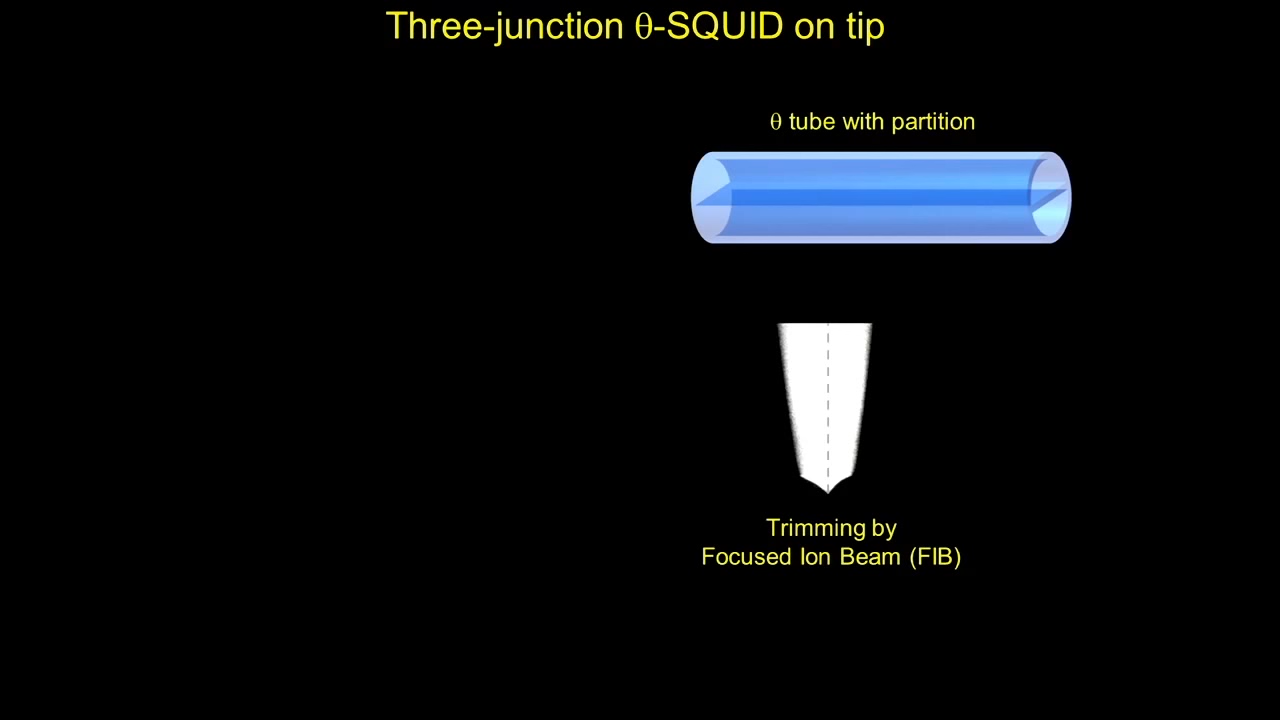 Three-junction θ-SQUID on tip
θ tube with partition
Trimming by
Focused Ion Beam (FIB)